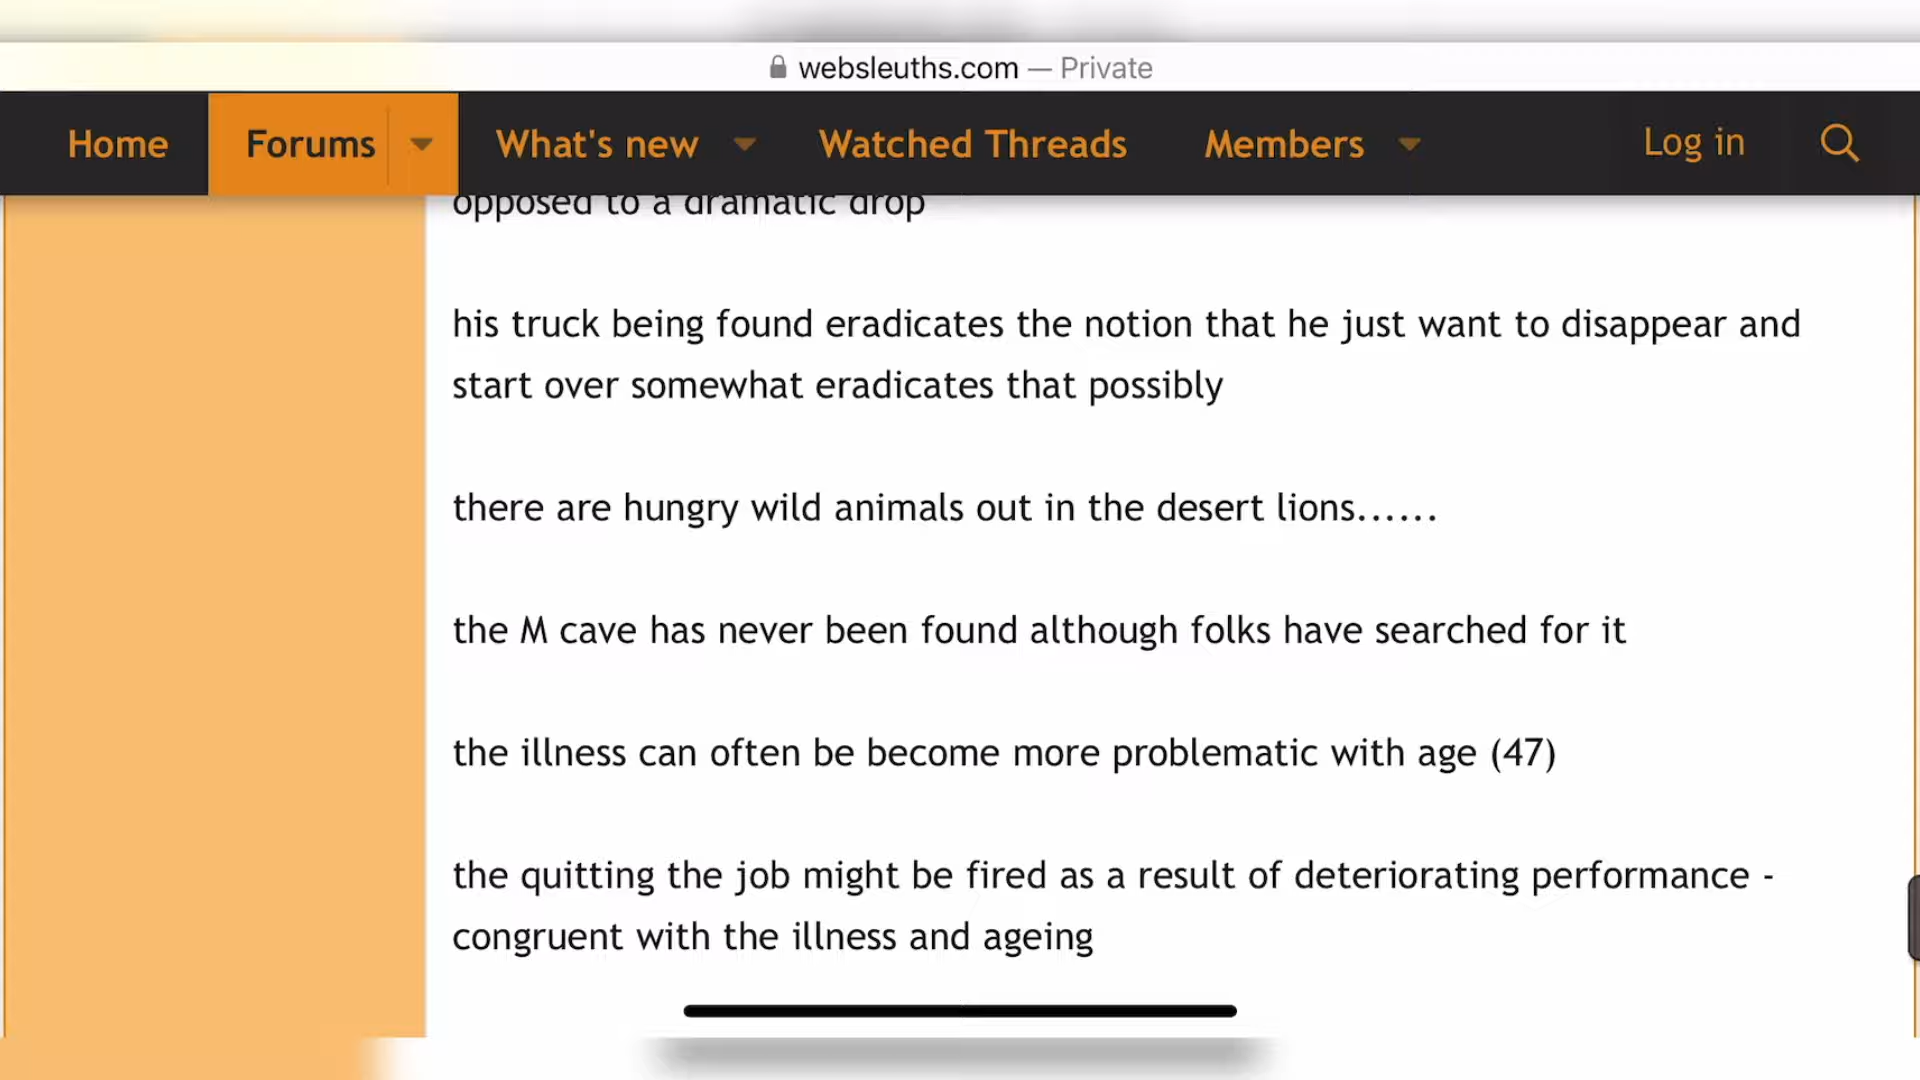 websleuths.com — Private
Home Forums What's new Watched Threads Members Log in
opposed to a dramatic drop
his truck being found eradicates the notion that he just want to disappear and
start over somewhat eradicates that possibly
there are hungry wild animals out in the desert lions......
the M cave has never been found although folks have searched for it
the illness can often be become more problematic with age (47)
the quitting the job might be fired as a result of deteriorating performance -
congruent with the illness and ageing